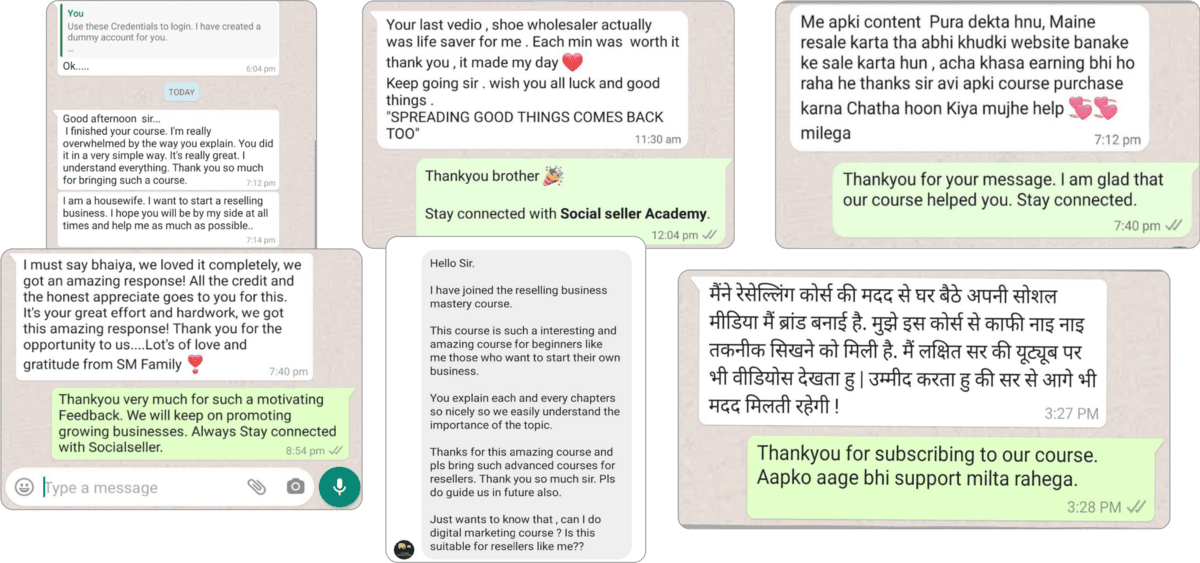 You
Use these Credentials to login. I have created a
dummy account for you.
...
Ok.....
6:04 pm
TODAY
Good afternoon sir...
I finished your course. I'm really
overwhelmed by the way you explain. You did
it in a very simple way. It's really great. I
understand everything. Thank you so much
for bringing such a course.
7:12 pm
I am a housewife. I want to start a reselling
business. I hope you will be by my side at all
times and help me as much as possible..
7:14 pm
Your last vedio , shoe wholesaler actually
was life saver for me . Each min was worth it
thank you , it made my day ❤️
Keep going sir . wish you all luck and good
things .
"SPREADING GOOD THINGS COMES BACK
TOO"
11:30 am
Thankyou brother 🎉
Stay connected with Social seller Academy.
12:04 pm
Me apki content Pura dekta hnu, Maine
resale karta tha abhi khudki website banake
ke sale karta hun , acha khasa earning bhi ho
raha he thanks sir avi apki course purchase
karna Chatha hoon Kiya mujhe help 💞💞
milega
7:12 pm
Thankyou for your message. I am glad that
our course helped you. Stay connected.
7:40 pm
I must say bhaiya, we loved it completely, we
got an amazing response! All the credit and
the honest appreciate goes to you for this.
It's your great effort and hardwork, we got
this amazing response! Thank you for the
opportunity to us....Lot's of love and
gratitude from SM Family ❣️
7:40 pm
Thankyou very much for such a motivating
Feedback. We will keep on promoting
growing businesses. Always Stay connected
with Socialseller.
8:54 pm
Type a message
Hello Sir.
I have joined the reselling business
mastery course.
This course is such a interesting and
amazing course for beginners like
me those who want to start their own
business.
You explain each and every chapters
so nicely so we easily understand the
importance of the topic.
Thanks for this amazing course and
pls bring such advanced courses for
resellers. Thank you so much sir. Pls
do guide us in future also.
Just wants to know that , can I do
digital marketing course ? Is this
suitable for resellers like me??
मैंने रेसेल्लिंग कोर्स की मदद से घर बैठे अपनी सोशल
मीडिया मैं ब्रांड बनाई है. मुझे इस कोर्स से काफी नाइ नाइ
तकनीक सिखने को मिली है. मैं लक्षित सर की यूट्यूब पर
भी वीडियोस देखता हु | उम्मीद करता हु की सर से आगे भी
मदद मिलती रहेगी !
3:27 PM
Thankyou for subscribing to our course.
Aapko aage bhi support milta rahega.
3:28 PM